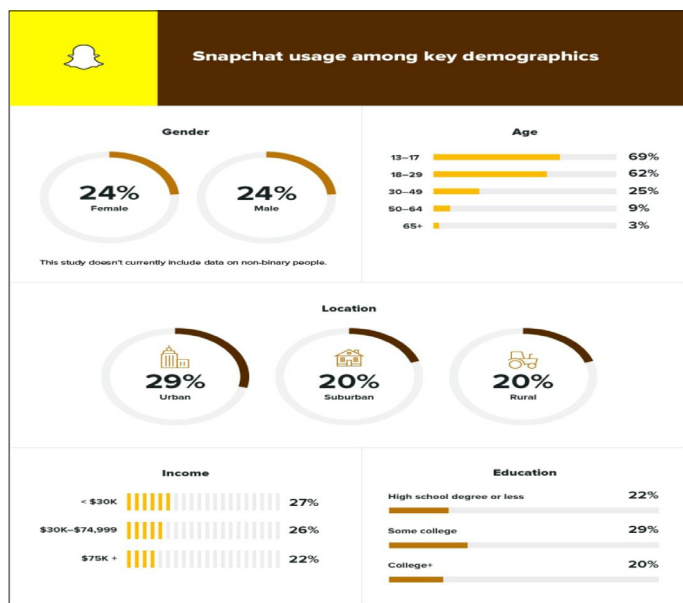 Snapchat usage among key demographics
Gender
24%
Female
24%
Male
This study doesn't currently include data on non-binary people.
Age
13–17 69%
18–29 62%
30–49 25%
50–64 9%
65+ 3%
Location
29%
Urban
20%
Suburban
20%
Rural
Income
< $30K 27%
$30K–$74,999 26%
$75K + 22%
Education
High school degree or less 22%
Some college 29%
College+ 20%